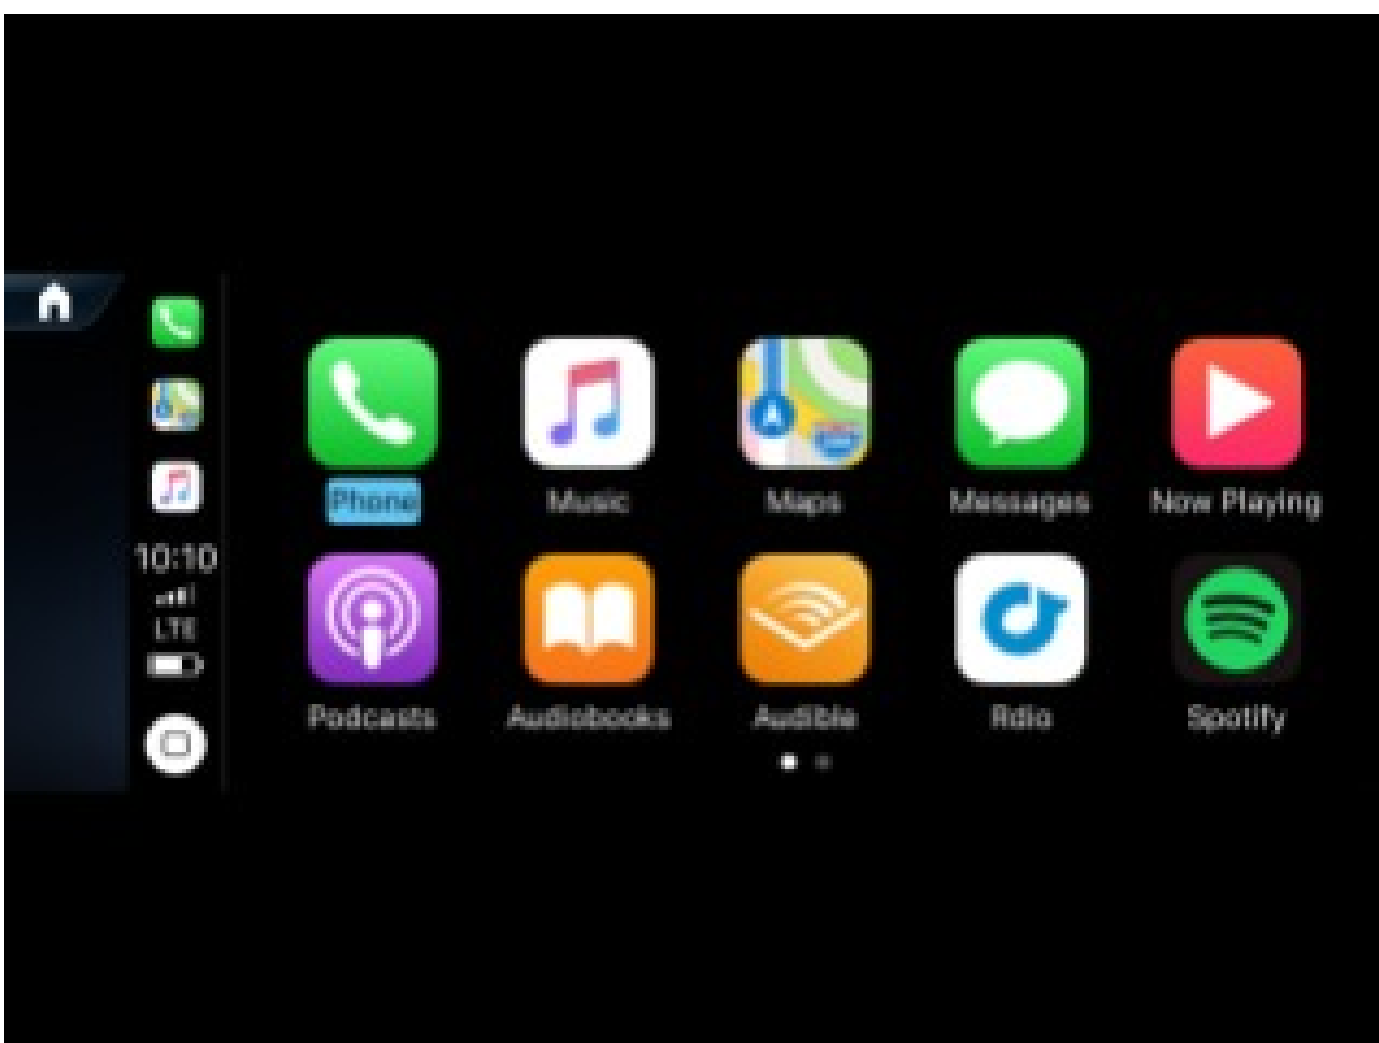 10:10
LTE
Phone
Music
Maps
Messages
Now Playing
Podcasts
Audiobooks
Audible
Rdio
Spotify